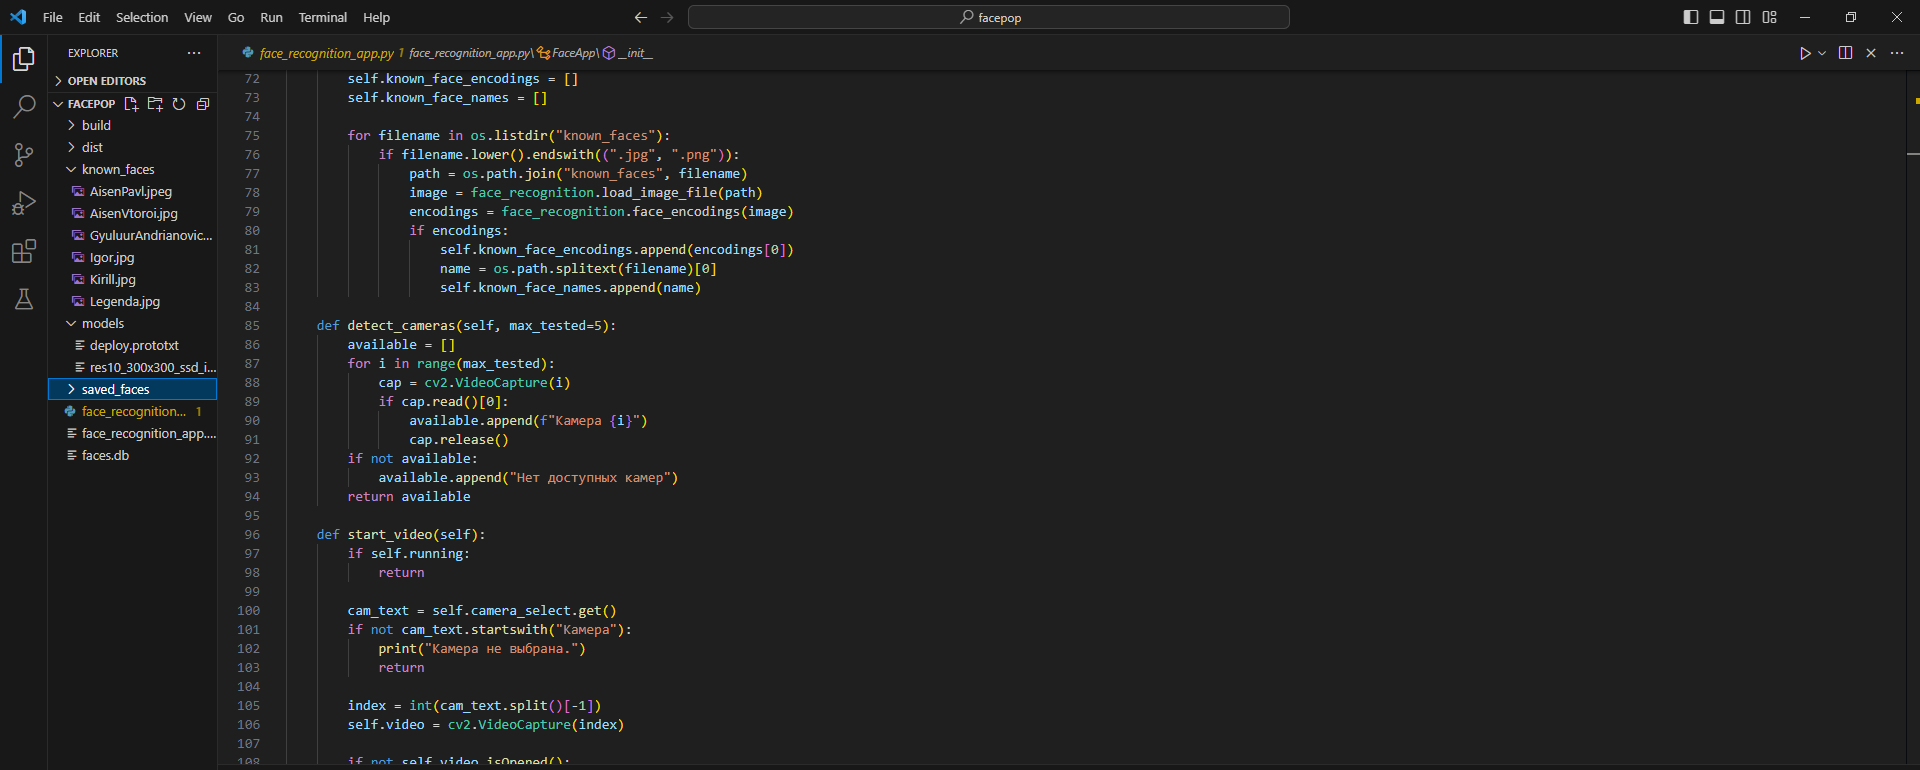 File Edit Selection View Go Run Terminal Help
facepop
EXPLORER
OPEN EDITORS
FACEPOP
build
dist
known_faces
AisenPavl.jpeg
AisenVtoroi.jpg
GyuluurAndrianovic...
Igor.jpg
Kirill.jpg
Legenda.jpg
models
deploy.prototxt
res10_300x300_ssd_i...
saved_faces
face_recognition... 1
face_recognition_app....
faces.db
face_recognition_app.py 1 face_recognition_app.py\ FaceApp\ __init__
72 self.known_face_encodings = []
73 self.known_face_names = []
74
75 for filename in os.listdir("known_faces"):
76 if filename.lower().endswith((".jpg", ".png")):
77 path = os.path.join("known_faces", filename)
78 image = face_recognition.load_image_file(path)
79 encodings = face_recognition.face_encodings(image)
80 if encodings:
81 self.known_face_encodings.append(encodings[0])
82 name = os.path.splitext(filename)[0]
83 self.known_face_names.append(name)
84
85 def detect_cameras(self, max_tested=5):
86 available = []
87 for i in range(max_tested):
88 cap = cv2.VideoCapture(i)
89 if cap.read()[0]:
90 available.append(f"Камера {i}")
91 cap.release()
92 if not available:
93 available.append("Нет доступных камер")
94 return available
95
96 def start_video(self):
97 if self.running:
98 return
99
100 cam_text = self.camera_select.get()
101 if not cam_text.startswith("Камера"):
102 print("Камера не выбрана.")
103 return
104
105 index = int(cam_text.split()[-1])
106 self.video = cv2.VideoCapture(index)
107
108 if not self.video.isOpened():